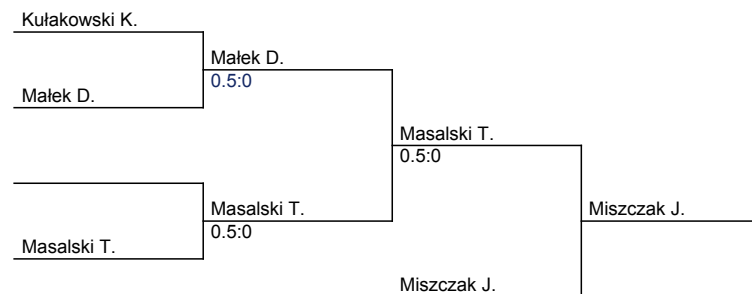 Kułakowski K.
Małek D.
0.5:0
Małek D.
Masalski T.
0.5:0
Masalski T.
0.5:0
Miszczak J.
Masalski T.
Miszczak J.